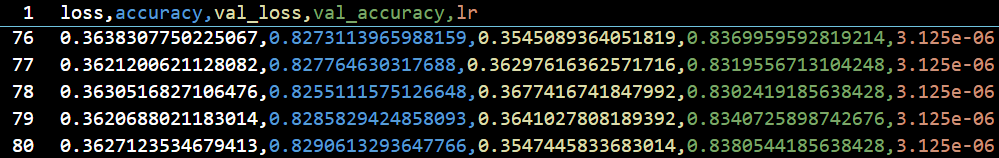 1 loss,accuracy,val_loss,val_accuracy,lr
76 0.3638307750225067,0.8273113965988159,0.3545089364051819,0.8369959592819214,3.125e-06
77 0.3621200621128082,0.827764630317688,0.36297616362571716,0.8319556713104248,3.125e-06
78 0.3630516827106476,0.8255111575126648,0.3677416741847992,0.8302419185638428,3.125e-06
79 0.3620688021183014,0.8285829424858093,0.3641027808189392,0.8340725898742676,3.125e-06
80 0.3627123534679413,0.8290613293647766,0.3547445833683014,0.8380544185638428,3.125e-06